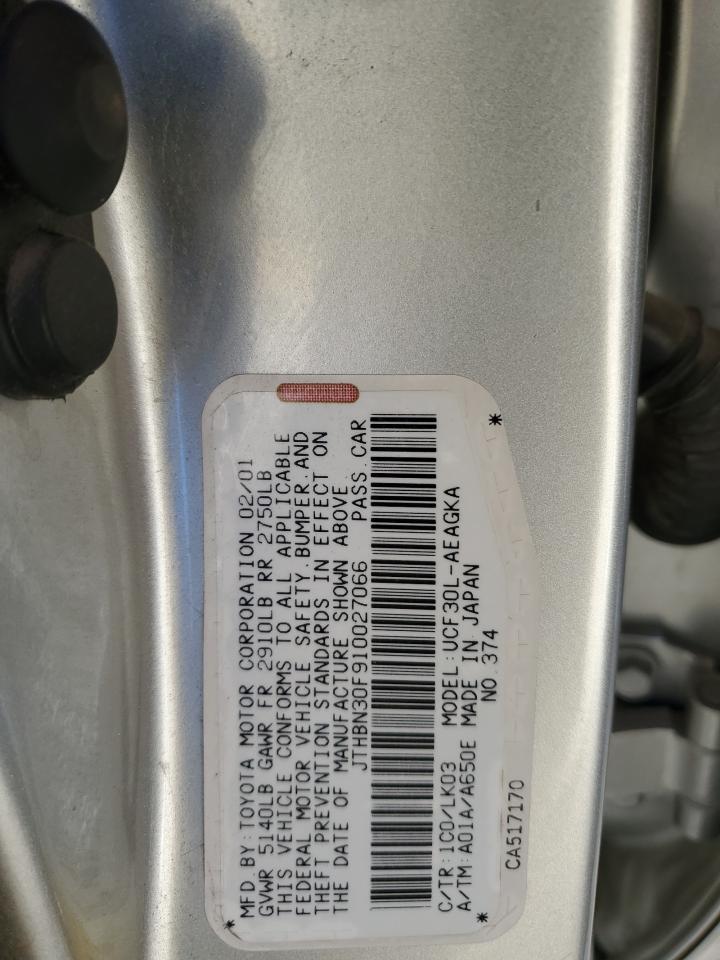 MFD.BY:TOYOTA MOTOR CORPORATION 02/01
GVWR 5140LB GAWR FR 2910LB RR 2750LB
THIS VEHICLE CONFORMS TO ALL APPLICABLE
FEDERAL MOTOR VEHICLE SAFETY,BUMPER,AND
THEFT PREVENTION STANDARDS IN EFFECT ON
THE DATE OF MANUFACTURE SHOWN ABOVE.
JTHBN30F910027066 PASS.CAR
C/TR:1C0/LK03 MODEL:UCF30L-AEAGKA
A/TM:A01A/A650E MADE IN JAPAN
NO.374
CA517170